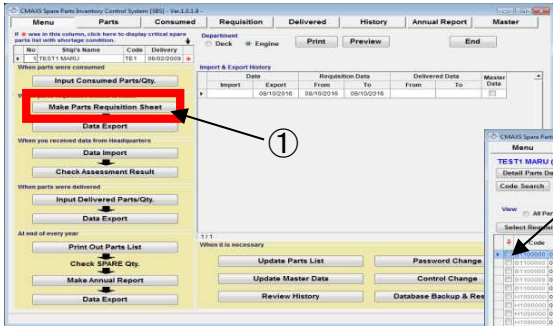 CMAXS Spare Parts Inventory Control System [SBS] - Ver.1.0.1.0 -
Menu Parts Consumed Requisition Delivered History Annual Report Master
If * was in this column, click here to display critical spare parts list with shortage condition.
No Ship's Name Code Delivery
1 TEST1 MARU TE1 06/02/2009 *
Department
Deck Engine Print Preview End
When parts were consumed
Input Consumed Parts/Qty.
Make Parts Requisition Sheet
Data Export
When you received data from Headquarters
Data Import
Check Assessment Result
When parts were delivered
Input Delivered Parts/Qty.
Data Export
At end of every year
Print Out Parts List
Check SPARE Qty.
Make Annual Report
Data Export
Import & Export History
Date Requisition Data Delivered Data Master Data
Import Export From To From To
08/10/2016 08/10/2015 08/10/2016
①
1 / 1
When it is necessary
Update Parts List Password Change
Update Master Data Control Change
Review History Database Backup & Res
CMAXS Spare Parts
Menu
TEST1 MARU (
Detail Parts Da
Code Search
View All Par
Select Requisi
Code